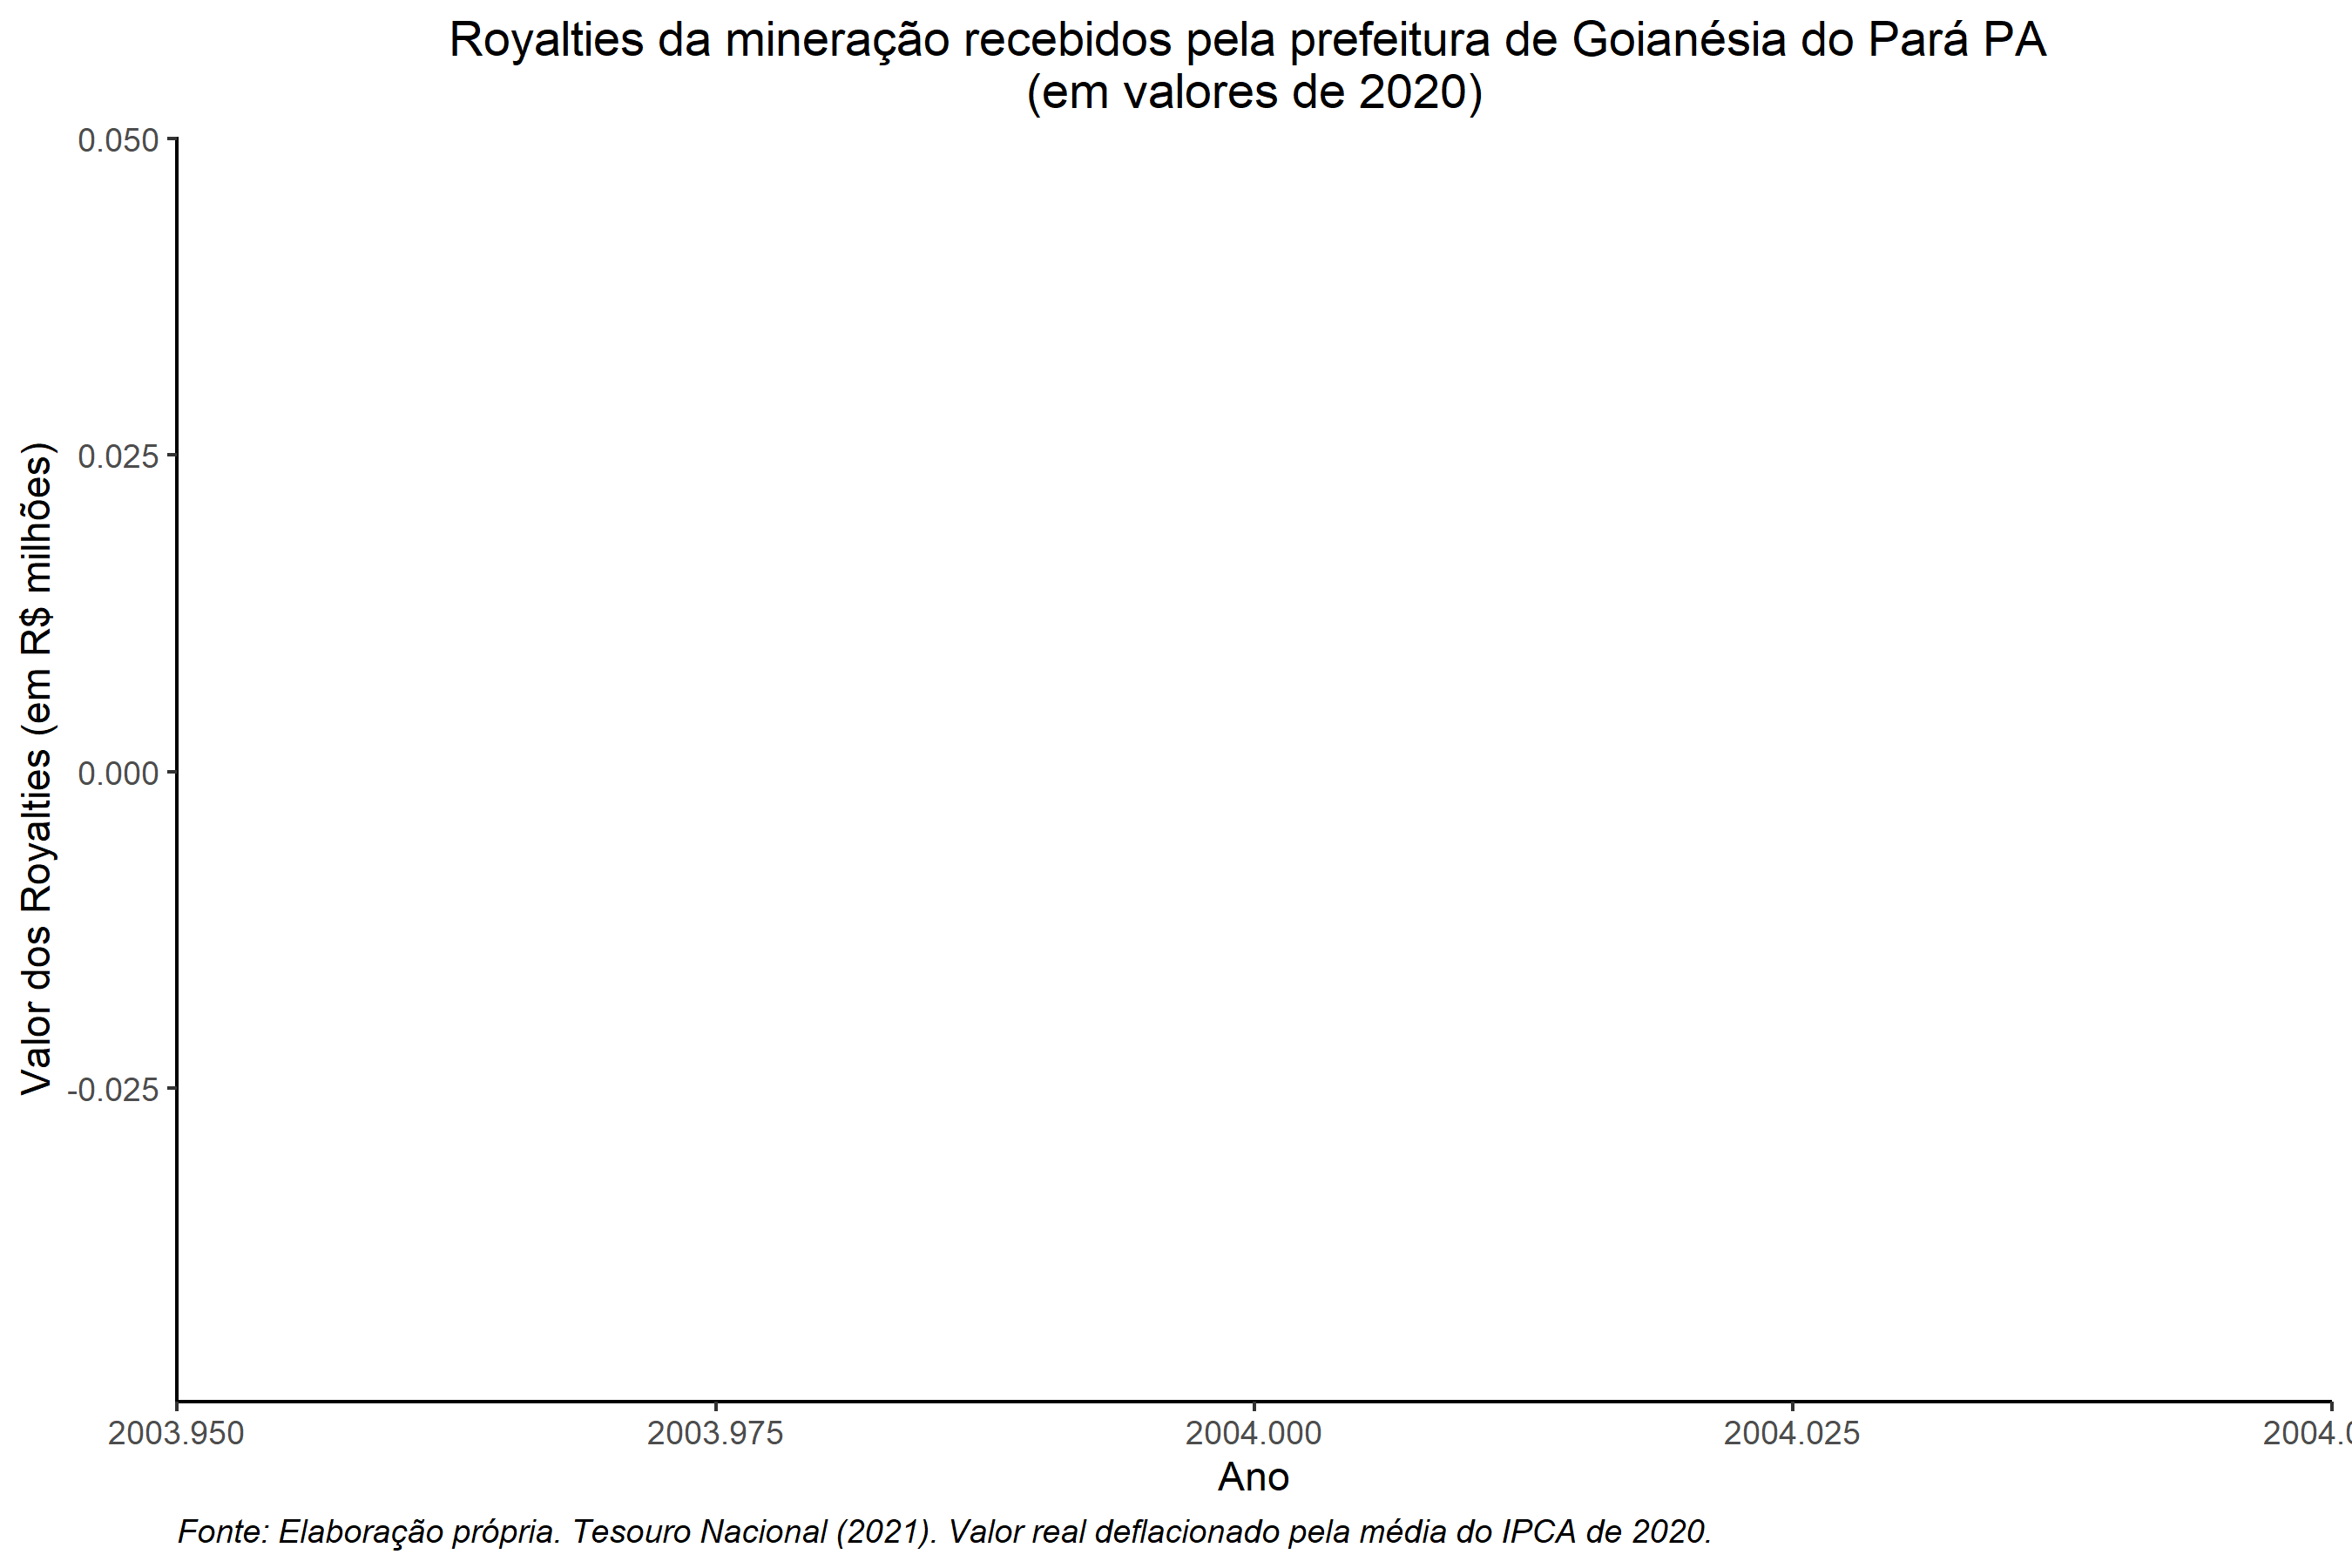 Royalties da mineração recebidos pela prefeitura de Goianésia do Pará PA
(em valores de 2020)
Valor dos Royalties (em R$ milhões)
0.050
0.025
0.000
-0.025
2003.950
2003.975
2004.000
2004.025
2004.0
Ano
Fonte: Elaboração própria. Tesouro Nacional (2021). Valor real deflacionado pela média do IPCA de 2020.